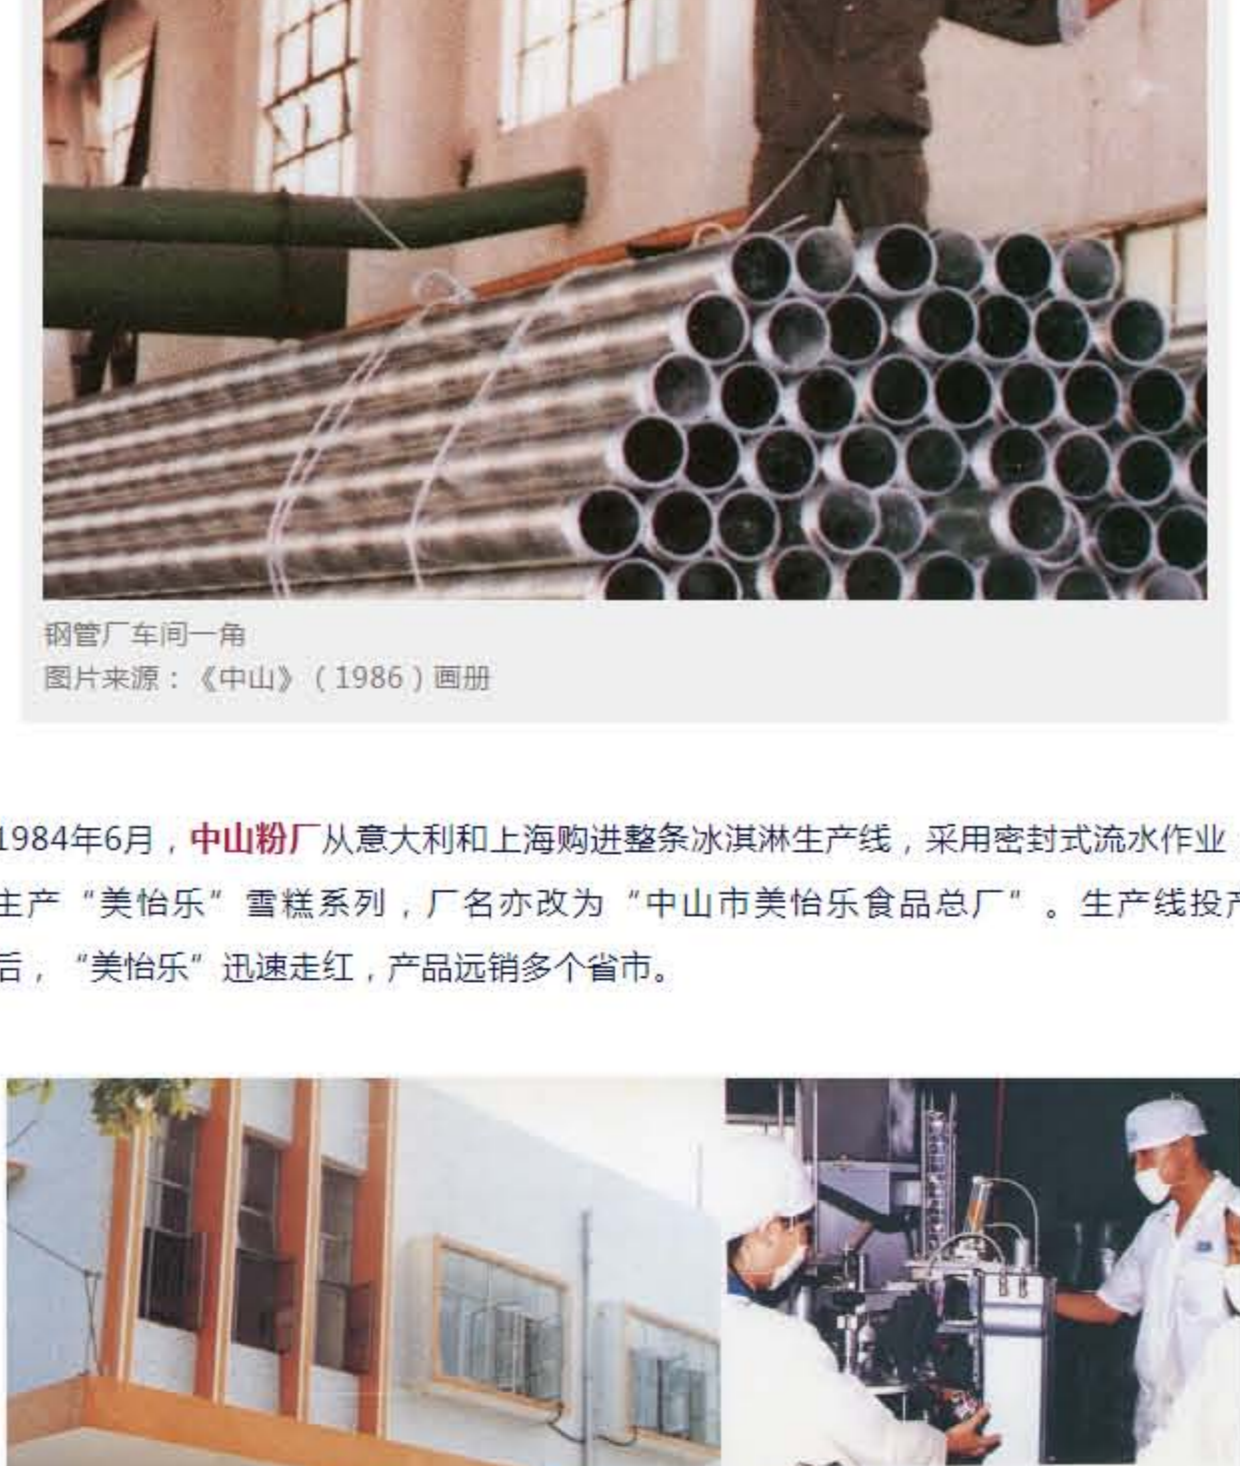 钢管厂车间一角
图片来源：《中山》（1986）画册
1984年6月，中山粉厂从意大利和上海购进整条冰淇淋生产线，采用密封式流水作业
主产“美怡乐”雪糕系列，厂名亦改为“中山市美怡乐食品总厂”。生产线投产
后，“美怡乐”迅速走红，产品远销多个省市。